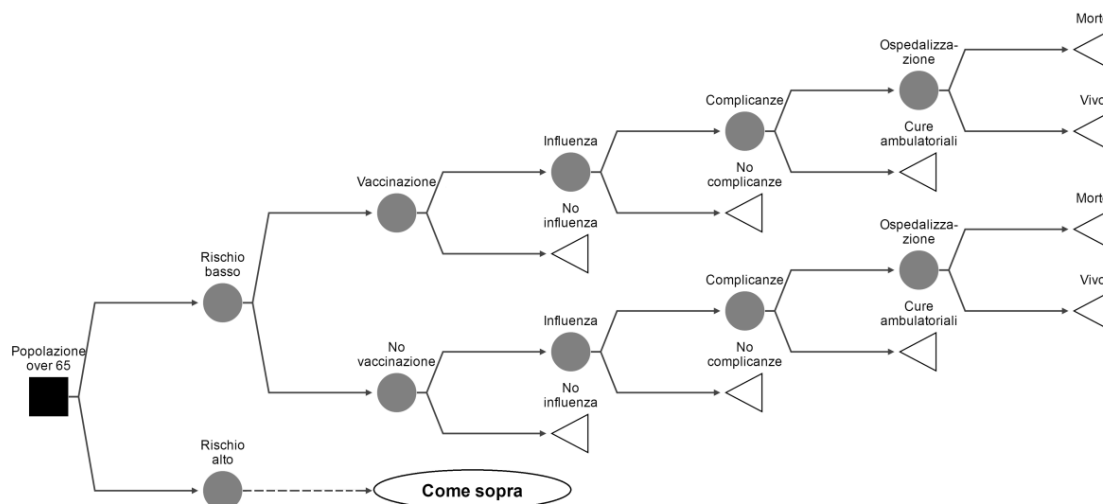 Morte
Ospedalizza-
zione
Complicanze
Vivo
Cure
ambulatoriali
Influenza
No
complicanze
Vaccinazione
No
influenza
Morte
Ospedalizza-
zione
Rischio
basso
Complicanze
Vivo
Cure
ambulatoriali
Influenza
No
complicanze
No
vaccinazione
Popolazione
over 65
No
influenza
Rischio
alto
Come sopra